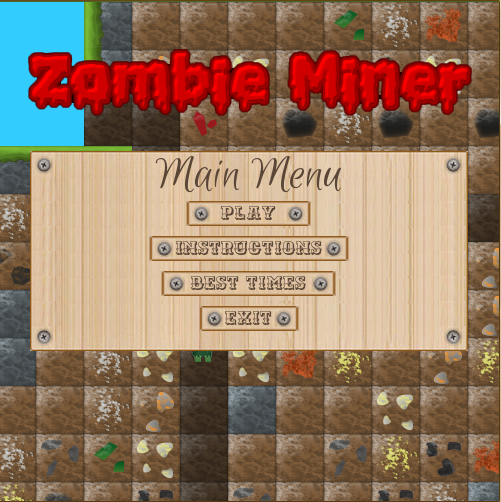 Zombie Miner
Main Menu
PLAY
INSTRUCTIONS
BEST TIMES
EXIT